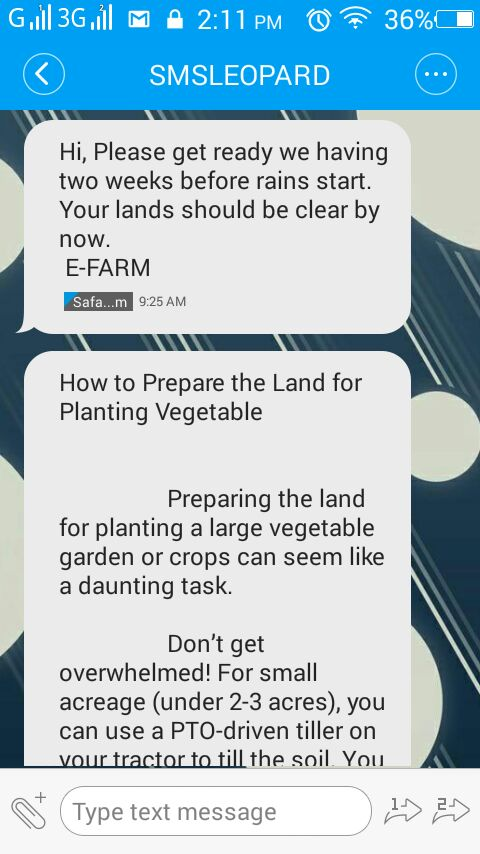 G 1 3G 2 2:11 PM 36%
SMSLEOPARD
Hi, Please get ready we having
two weeks before rains start.
Your lands should be clear by
now.
E-FARM
Safa...m 9:25 AM
How to Prepare the Land for
Planting Vegetable
Preparing the land
for planting a large vegetable
garden or crops can seem like
a daunting task.
Don’t get
overwhelmed! For small
acreage (under 2-3 acres), you
can use a PTO-driven tiller on
your tractor to till the soil. You
Type text message 1 2